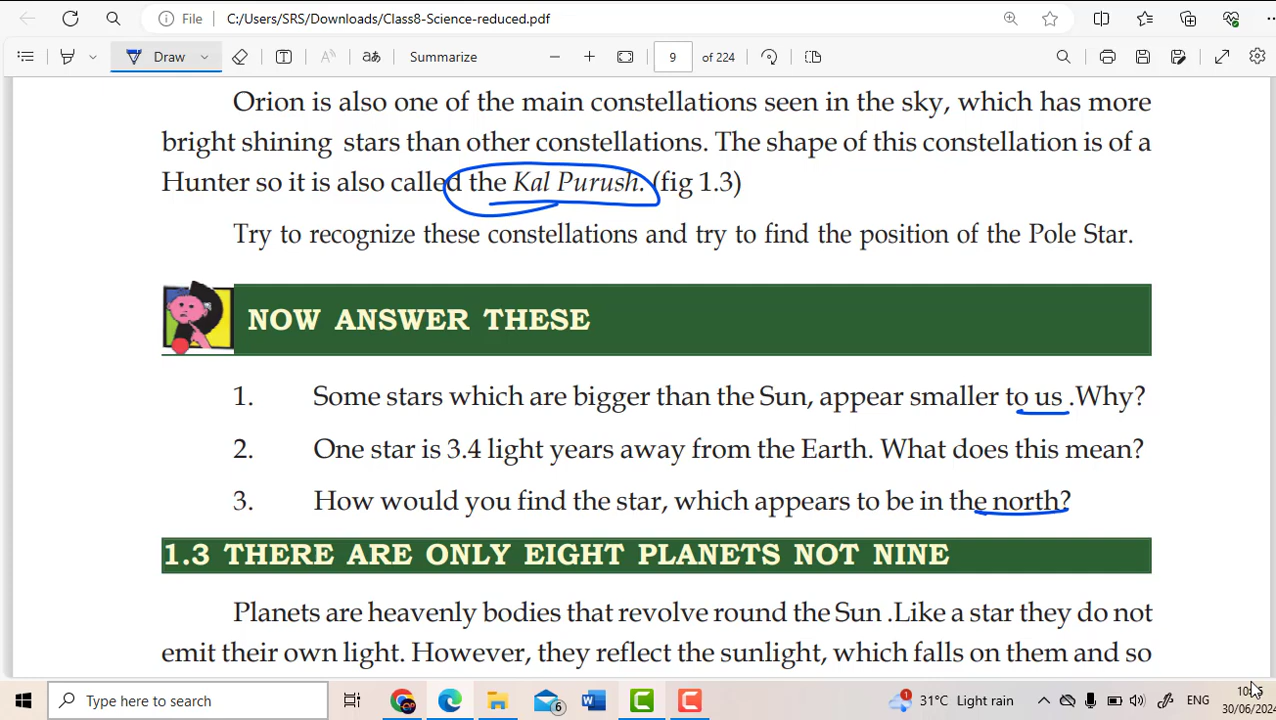 File
C:/Users/SRS/Downloads/Class8-Science-reduced.pdf
Draw
Summarize
9
of 224
Orion is also one of the main constellations seen in the sky, which has more
bright shining stars than other constellations. The shape of this constellation is of a
Hunter so it is also called the Kal Purush. (fig 1.3)
Try to recognize these constellations and try to find the position of the Pole Star.
NOW ANSWER THESE
1. Some stars which are bigger than the Sun, appear smaller to us .Why?
2. One star is 3.4 light years away from the Earth. What does this mean?
3. How would you find the star, which appears to be in the north?
1.3 THERE ARE ONLY EIGHT PLANETS NOT NINE
Planets are heavenly bodies that revolve round the Sun .Like a star they do not
emit their own light. However, they reflect the sunlight, which falls on them and so
Type here to search
6
1
31°C Light rain
ENG
30/06/2024